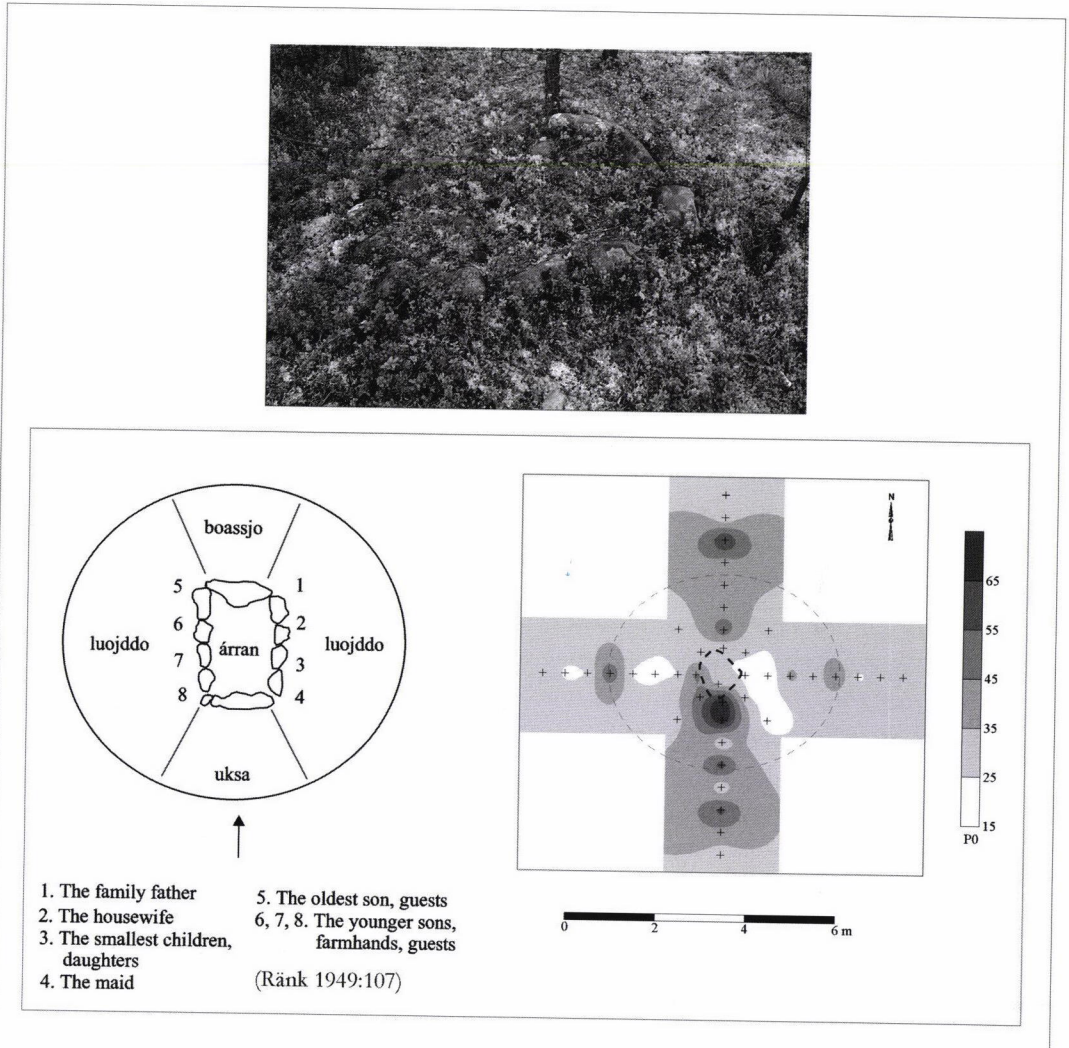 boassjo
5
1
6
2
luojddo
árran
luojddo
7
3
8
4
uksa
1. The family father
2. The housewife
3. The smallest children,
daughters
4. The maid
5. The oldest son, guests
6, 7, 8. The younger sons,
farmhands, guests
(Ränk 1949:107)
N
65
55
45
35
25
15
P0
0 2 4 6 m